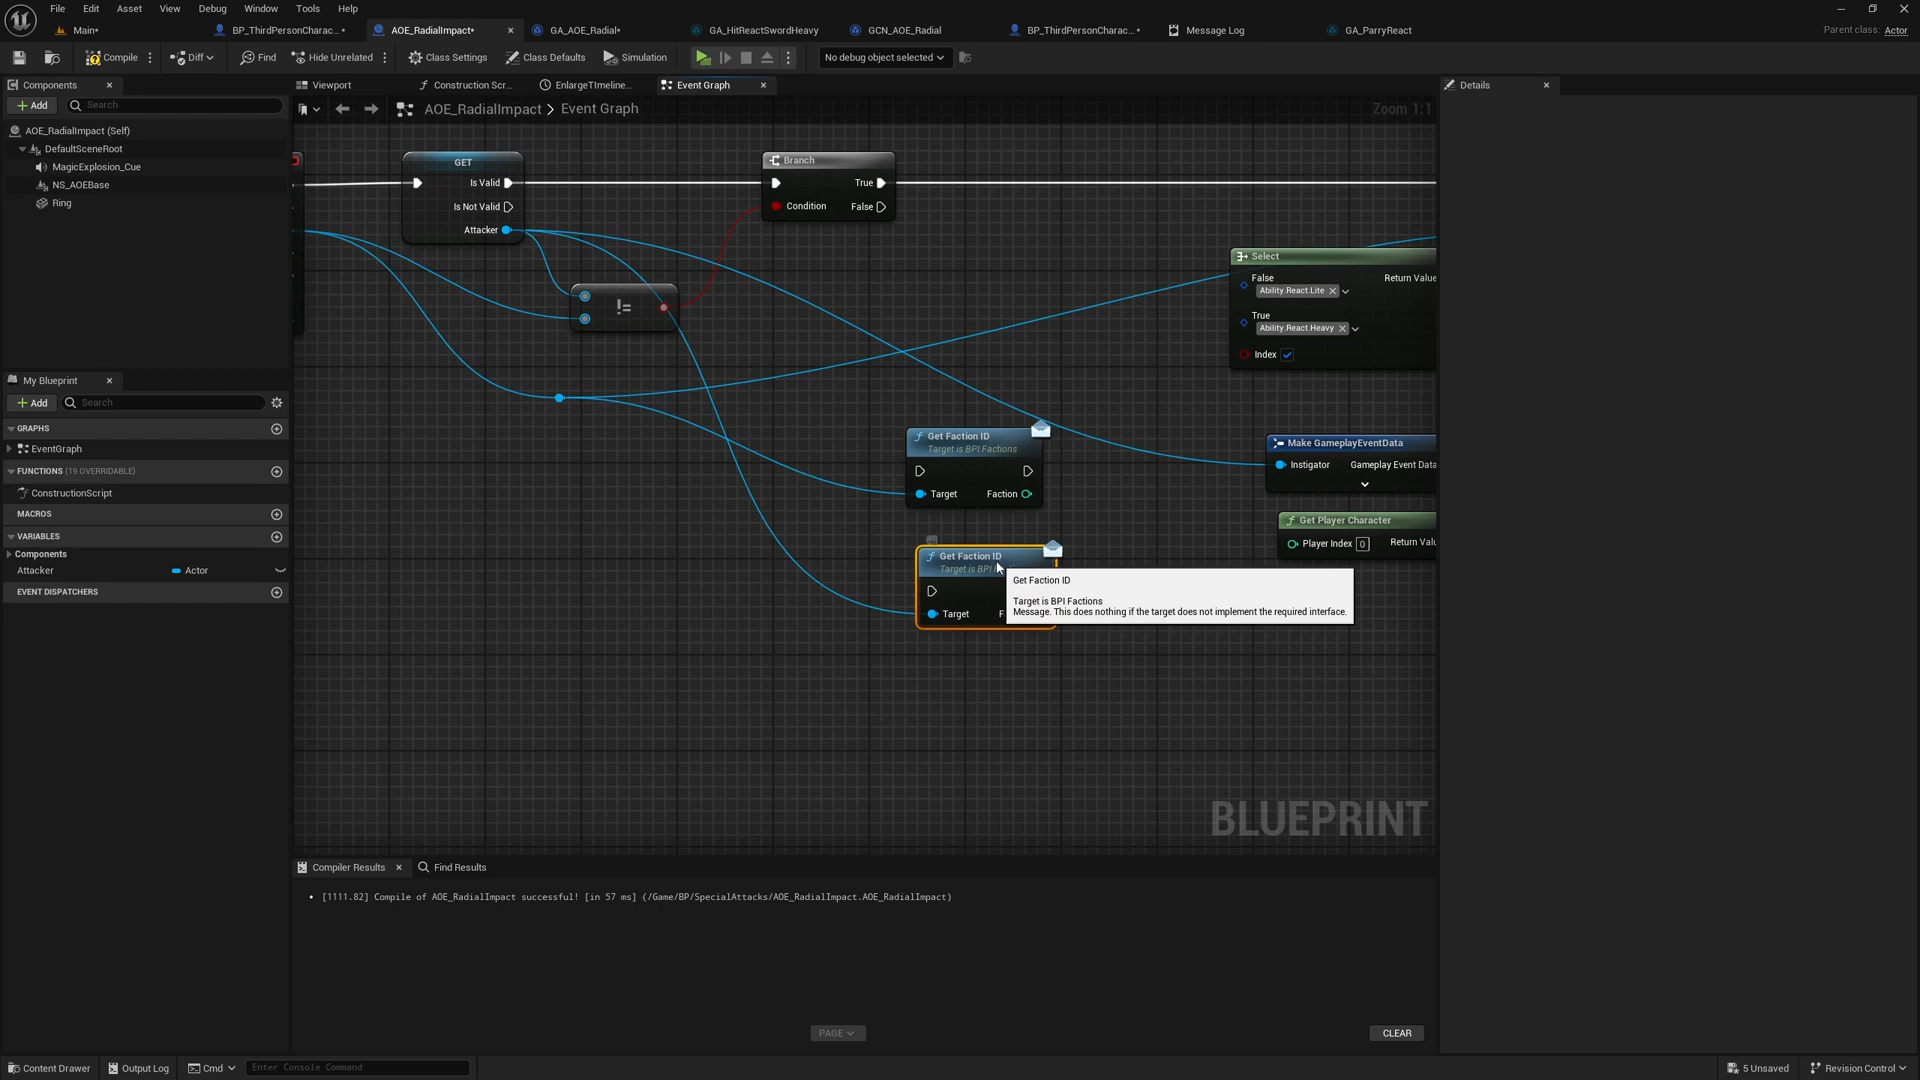 File Edit Asset View Debug Window Tools Help
Main* BP_ThirdPersonCharac...* AOE_RadialImpact* GA_AOE_Radial* GA_HitReactSwordHeavy GCN_AOE_Radial BP_ThirdPersonCharac...* Message Log GA_ParryReact Parent class: Actor
Compile Diff Find Hide Unrelated Class Settings Class Defaults Simulation No debug object selected
Components
Add Search
AOE_RadialImpact (Self)
DefaultSceneRoot
MagicExplosion_Cue
NS_AOEBase
Ring
My Blueprint
Add Search
GRAPHS
EventGraph
FUNCTIONS (19 OVERRIDABLE)
ConstructionScript
MACROS
VARIABLES
Components
Attacker Actor
EVENT DISPATCHERS
Viewport Construction Scr... EnlargeTImeline... Event Graph
AOE_RadialImpact > Event Graph Zoom 1:1
GET
Is Valid
Is Not Valid
Attacker
Branch
True
Condition False
!=
Select
False Return Value
Ability.React.Lite
True
Ability.React.Heavy
Index
Get Faction ID
Target is BPI Factions
Target Faction
Make GameplayEventData
Instigator Gameplay Event Data
Get Player Character
Player Index 0 Return Valu
Get Faction ID
Target is BPI
Target F
Get Faction ID
Target is BPI Factions
Message. This does nothing if the target does not implement the required interface.
BLUEPRINT
Details
Compiler Results Find Results
[1111.82] Compile of AOE_RadialImpact successful! [in 57 ms] (/Game/BP/SpecialAttacks/AOE_RadialImpact.AOE_RadialImpact)
PAGE CLEAR
Content Drawer Output Log Cmd Enter Console Command 5 Unsaved Revision Control